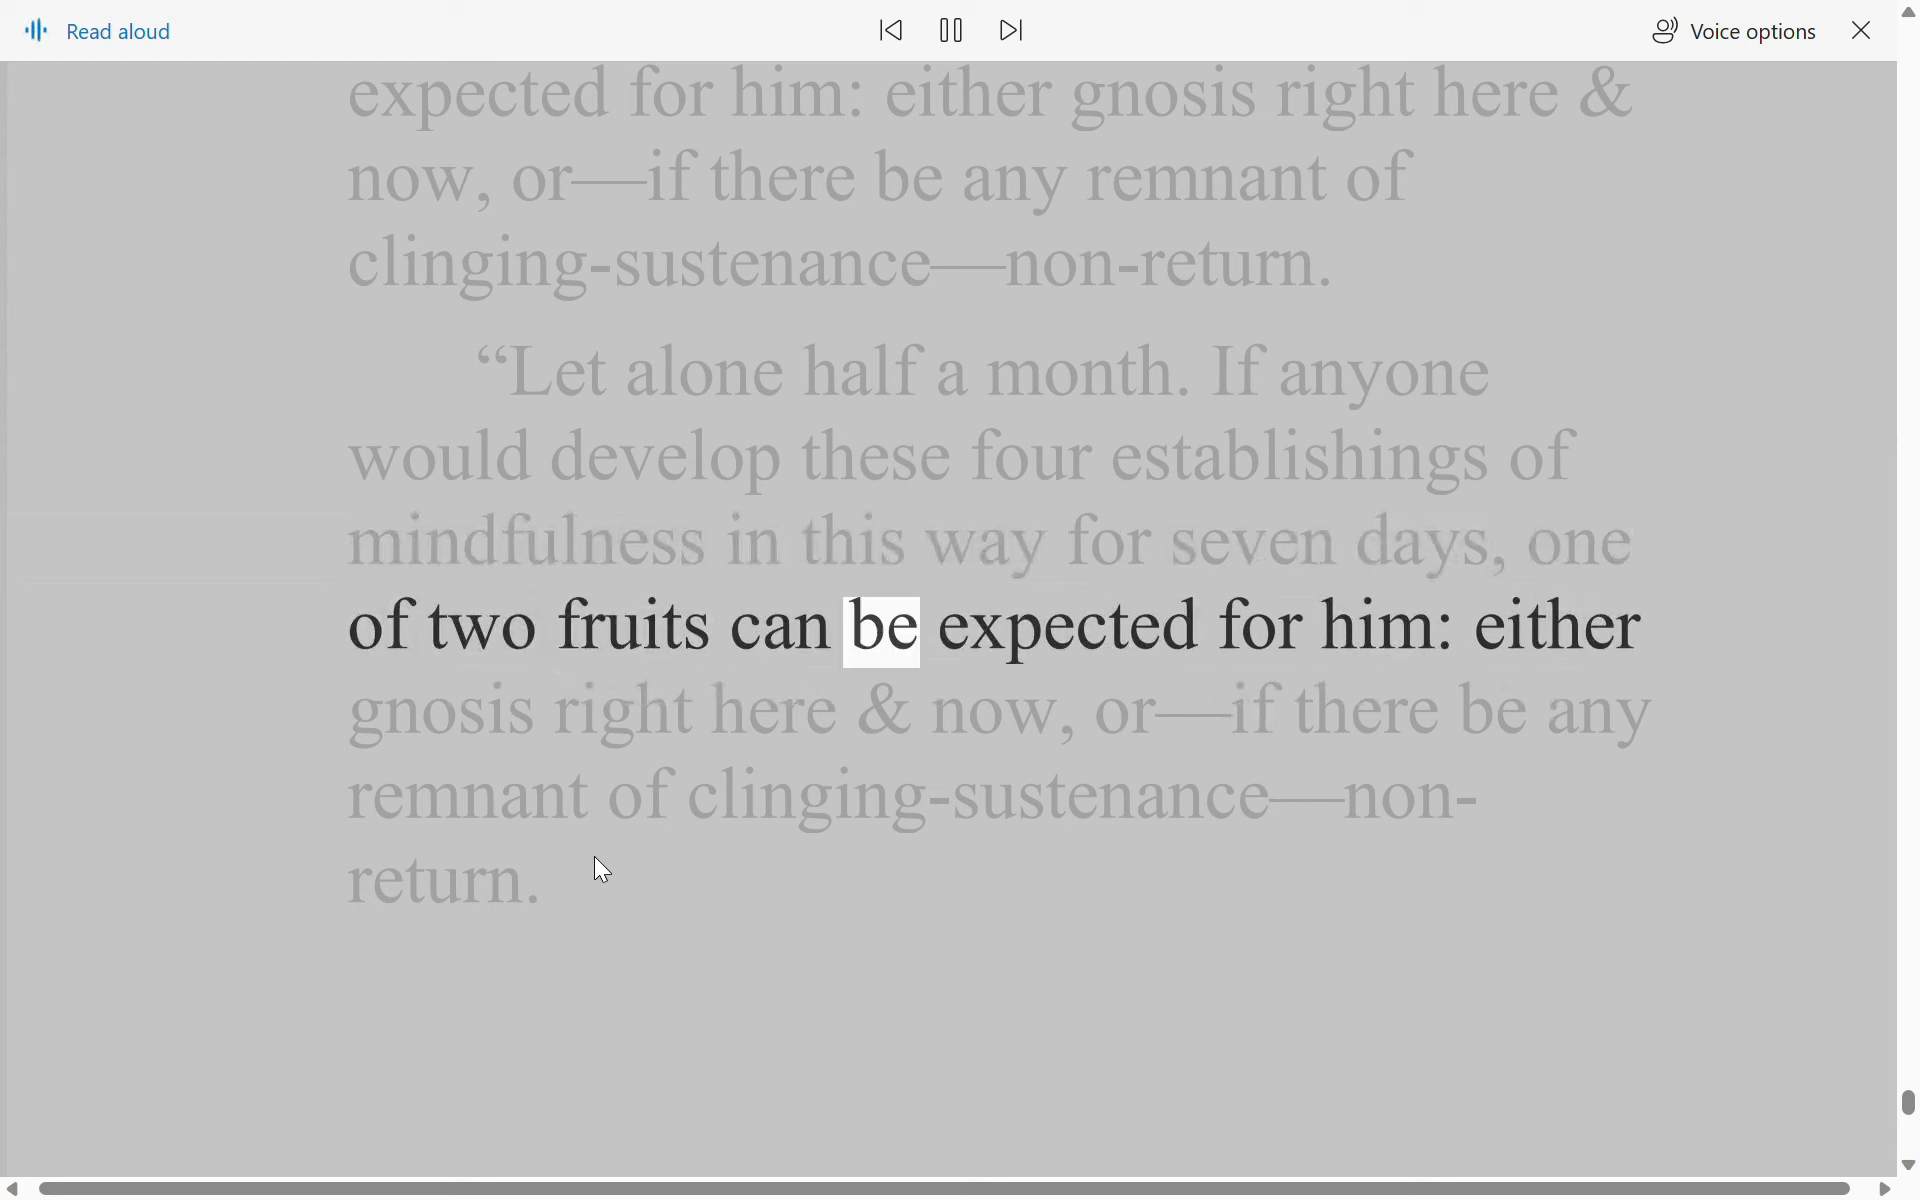 Read aloud
Voice options
expected for him: either gnosis right here &
now, or—if there be any remnant of
clinging-sustenance—non-return.
“Let alone half a month. If anyone
would develop these four establishings of
mindfulness in this way for seven days, one
of two fruits can be expected for him: either
gnosis right here & now, or—if there be any
remnant of clinging-sustenance—non-
return.